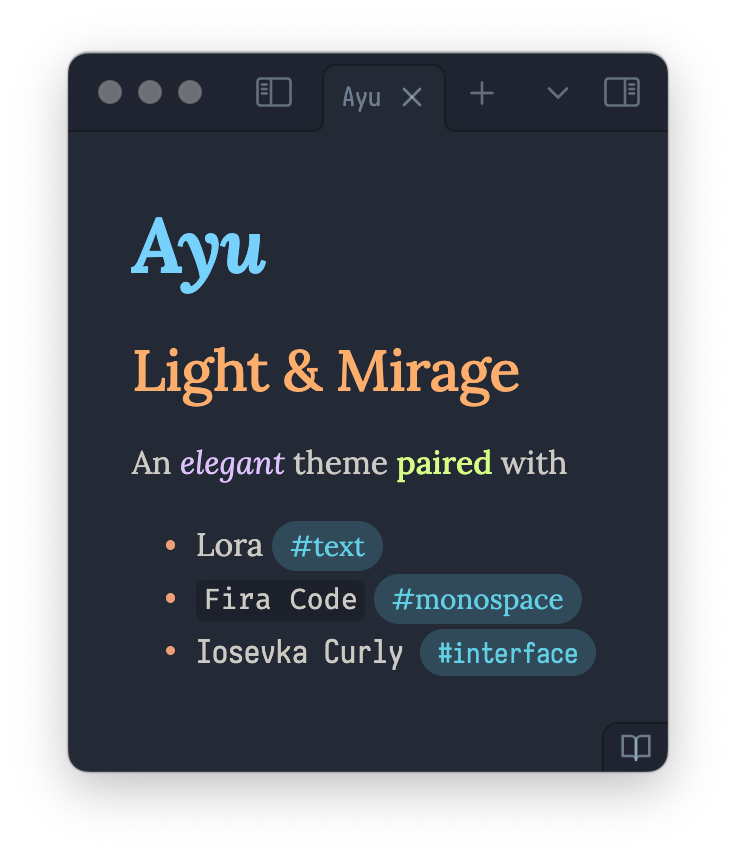 Ayu
Ayu
Light & Mirage
An elegant theme paired with
Lora #text
Fira Code #monospace
Iosevka Curly #interface